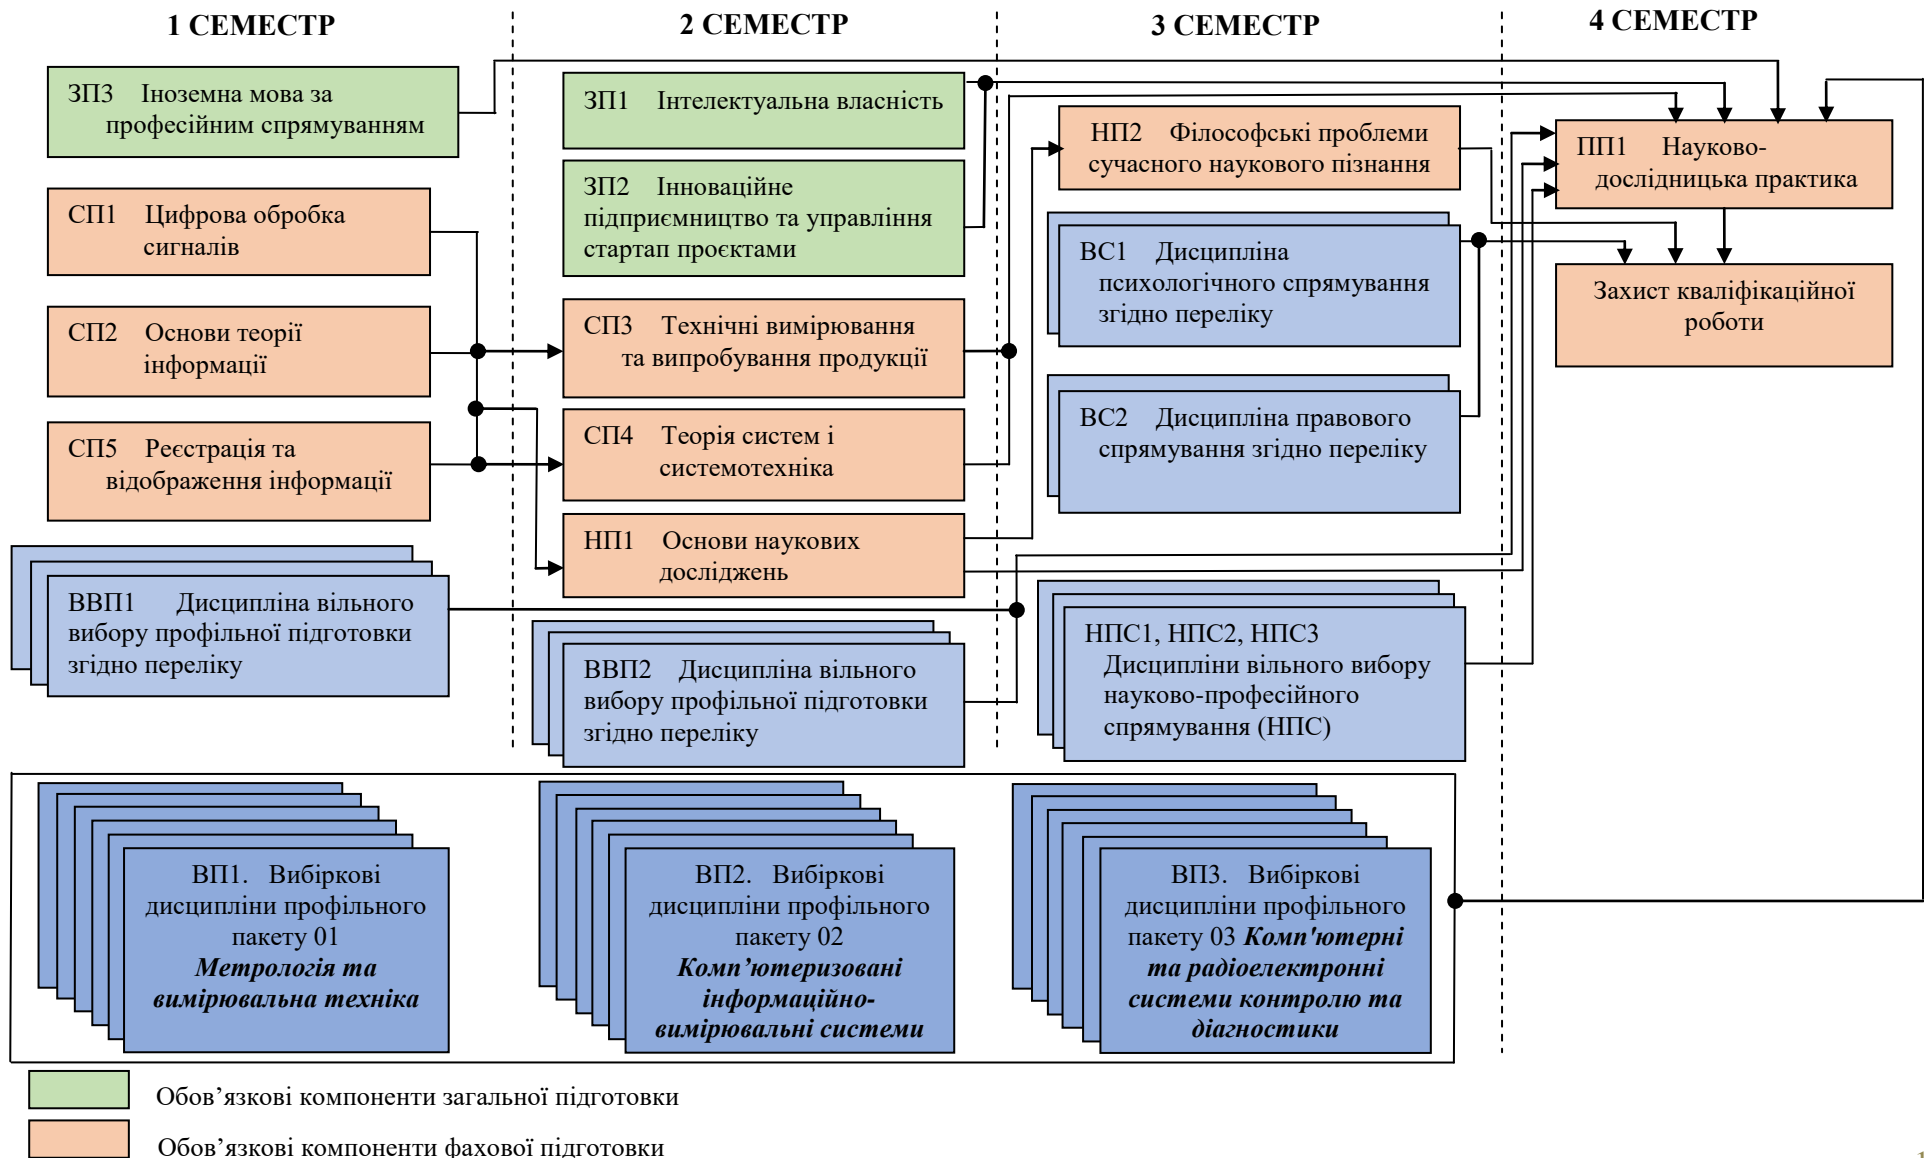 1 СЕМЕСТР
2 СЕМЕСТР
3 СЕМЕСТР
4 СЕМЕСТР
ЗП3 Іноземна мова за
професійним спрямуванням
СП1 Цифрова обробка
сигналів
СП2 Основи теорії
інформації
СП5 Реєстрація та
відображення інформації
ВВП1 Дисципліна вільного
вибору профільної підготовки
згідно переліку
ЗП1 Інтелектуальна власність
ЗП2 Інноваційне
підприємництво та управління
стартап проєктами
СП3 Технічні вимірювання
та випробування продукції
СП4 Теорія систем і
системотехніка
НП1 Основи наукових
досліджень
ВВП2 Дисципліна вільного
вибору профільної підготовки
згідно переліку
НП2 Філософські проблеми
сучасного наукового пізнання
ВС1 Дисципліна
психологічного спрямування
згідно переліку
ВС2 Дисципліна правового
спрямування згідно переліку
НПС1, НПС2, НПС3
Дисципліни вільного вибору
науково-професійного
спрямування (НПС)
ПП1 Науково-
дослідницька практика
Захист кваліфікаційної
роботи
ВП1. Вибіркові
дисципліни профільного
пакету 01
Метрологія та
вимірювальна техніка
ВП2. Вибіркові
дисципліни профільного
пакету 02
Комп’ютеризовані
інформаційно-
вимірювальні системи
ВП3. Вибіркові
дисципліни профільного
пакету 03 Комп'ютерні
та радіоелектронні
системи контролю та
діагностики
Обов’язкові компоненти загальної підготовки
Обов’язкові компоненти фахової підготовки